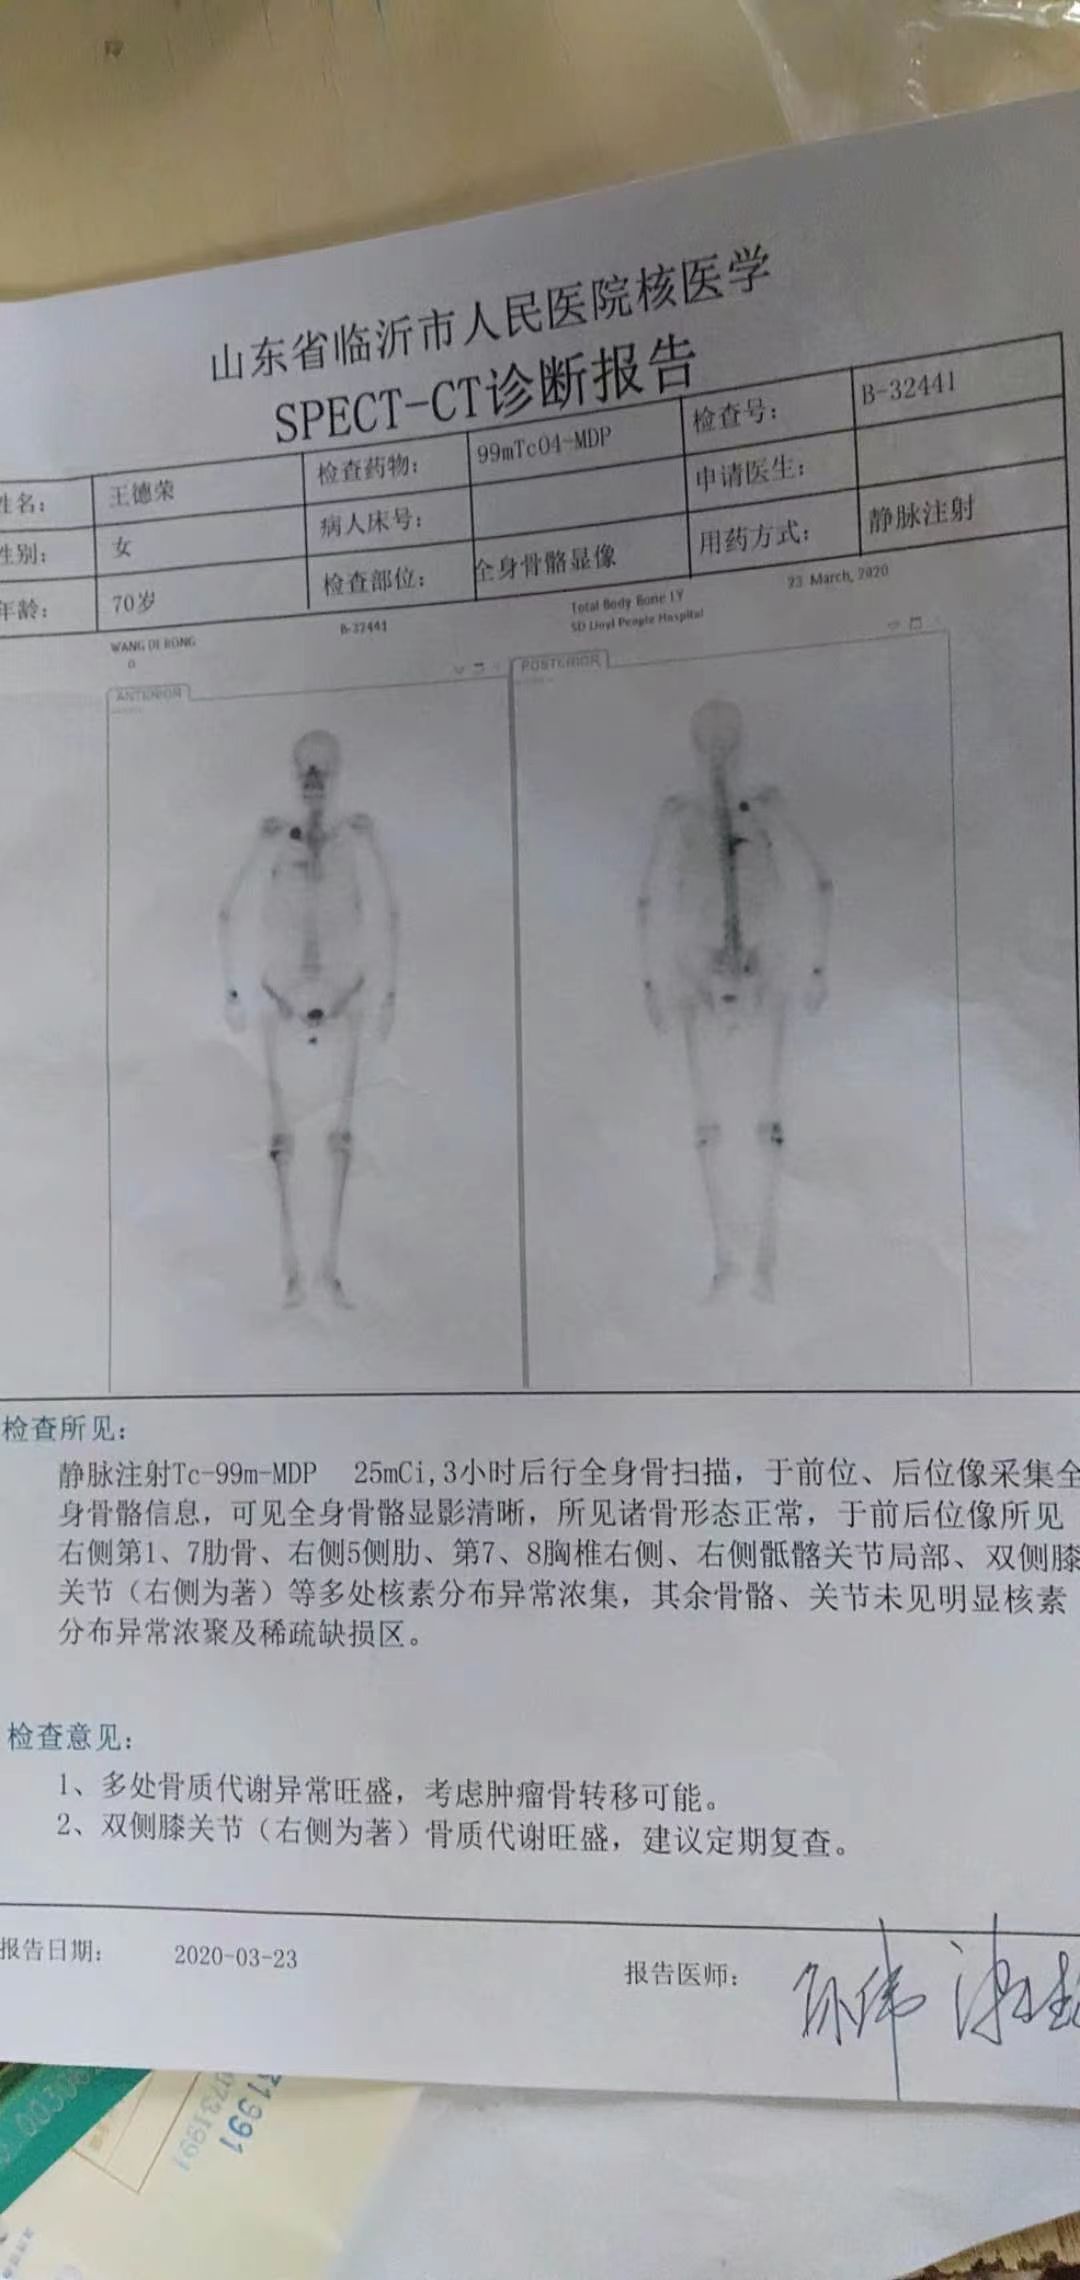 山东省临沂市人民医院核医学
SPECT-CT诊断报告
姓名: 王德荣 检查药物: 99mTcO4-MDP 检查号: B-32441
性别: 女 病人床号: 申请医生:
年龄: 70岁 检查部位: 全身骨骼显像 用药方式: 静脉注射
WANG DE RONG B-32441 Total Body Bone LY 23 March, 2020
0 SD Linyi People Hospital
ANTERIOR POSTERIOR
检查所见:
静脉注射Tc-99m-MDP 25mCi,3小时后行全身骨扫描，于前位、后位像采集全
身骨骼信息，可见全身骨骼显影清晰，所见诸骨形态正常，于前后位像所见
右侧第1、7肋骨、右侧5侧肋、第7、8胸椎右侧、右侧骶髂关节局部、双侧膝
关节（右侧为著）等多处核素分布异常浓集，其余骨骼、关节未见明显核素
分布异常浓聚及稀疏缺损区。
检查意见:
1、多处骨质代谢异常旺盛，考虑肿瘤骨转移可能。
2、双侧膝关节（右侧为著）骨质代谢旺盛，建议定期复查。
报告日期: 2020-03-23 报告医师:
31991
0731991